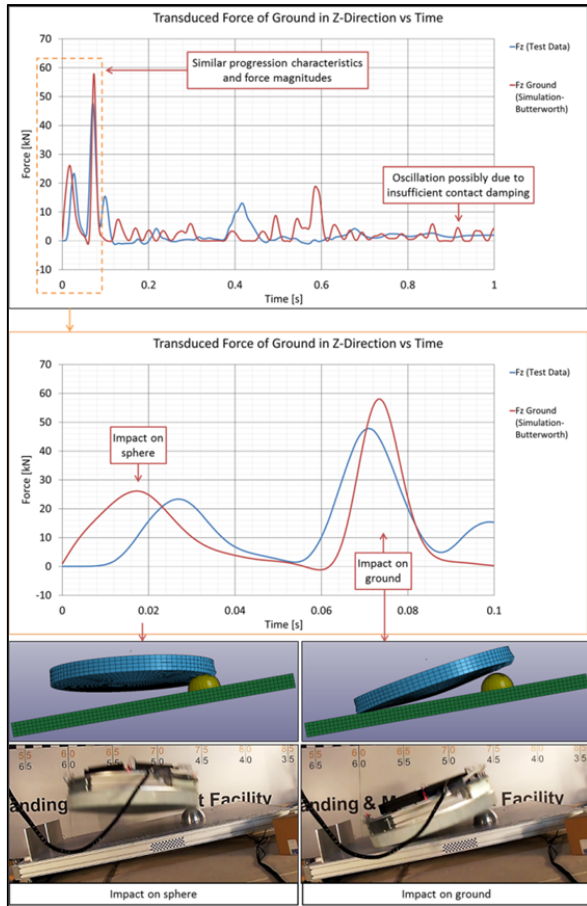 Transduced Force of Ground in Z-Direction vs Time
70
60
50
40
30
20
10
0
-10
Force [kN]
0
0.2
0.4
0.6
0.8
1
Time [s]
Similar progression characteristics
and force magnitudes
Oscillation possibly due to
insufficient contact damping
Fz (Test Data)
Fz Ground
(Simulation-
Butterworth)
Transduced Force of Ground in Z-Direction vs Time
70
60
50
40
30
20
10
0
-10
Force [kN]
0
0.02
0.04
0.06
0.08
0.1
Time [s]
Impact on
sphere
Impact on
ground
Fz (Test Data)
Fz Ground
(Simulation-
Butterworth)
anding & M
t Facility
Impact on sphere
anding & M
Facility
Impact on ground